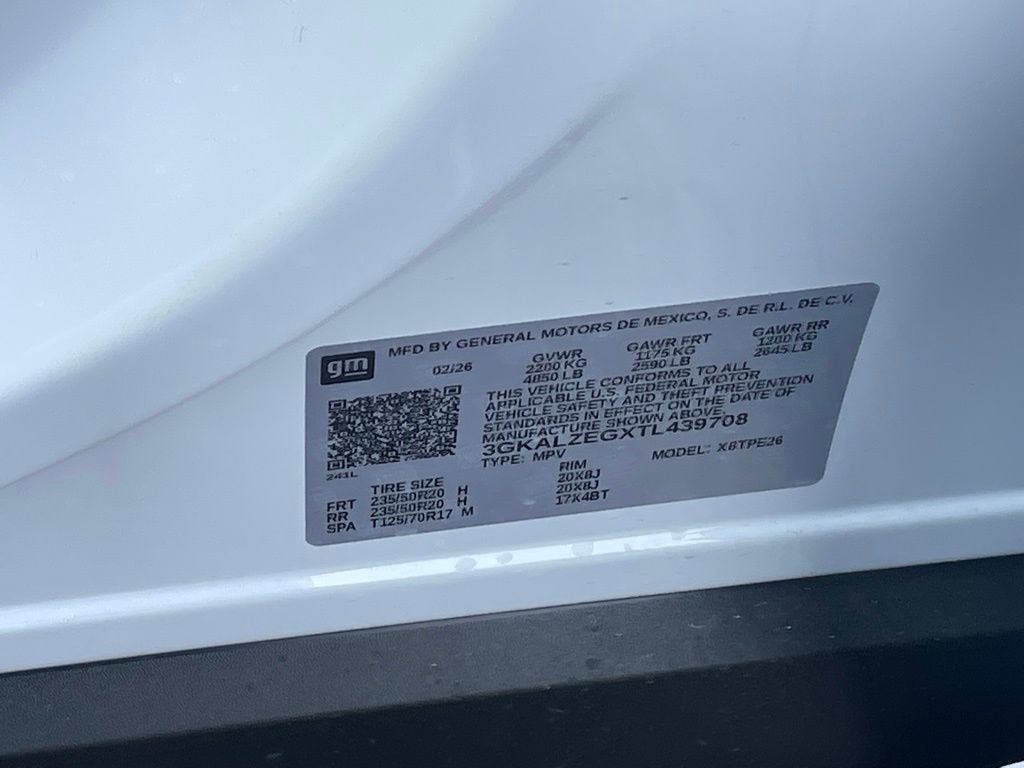 gm
MFD BY GENERAL MOTORS DE MEXICO, S. DE R.L. DE C.V.
02/26
GVWR
2200 KG
4850 LB
GAWR FRT
1175 KG
2590 LB
GAWR RR
1200 KG
2645 LB
THIS VEHICLE CONFORMS TO ALL
APPLICABLE U.S. FEDERAL MOTOR
VEHICLE SAFETY AND THEFT PREVENTION
STANDARDS IN EFFECT ON THE DATE OF
MANUFACTURE SHOWN ABOVE.
3GKALZEGXTL439708
TYPE: MPV
MODEL: XBTPE26
241L
TIRE SIZE
RIM
FRT 235/50R20 H 20X8J
RR 235/50R20 H 20X8J
SPA T125/70R17 M 17X4BT